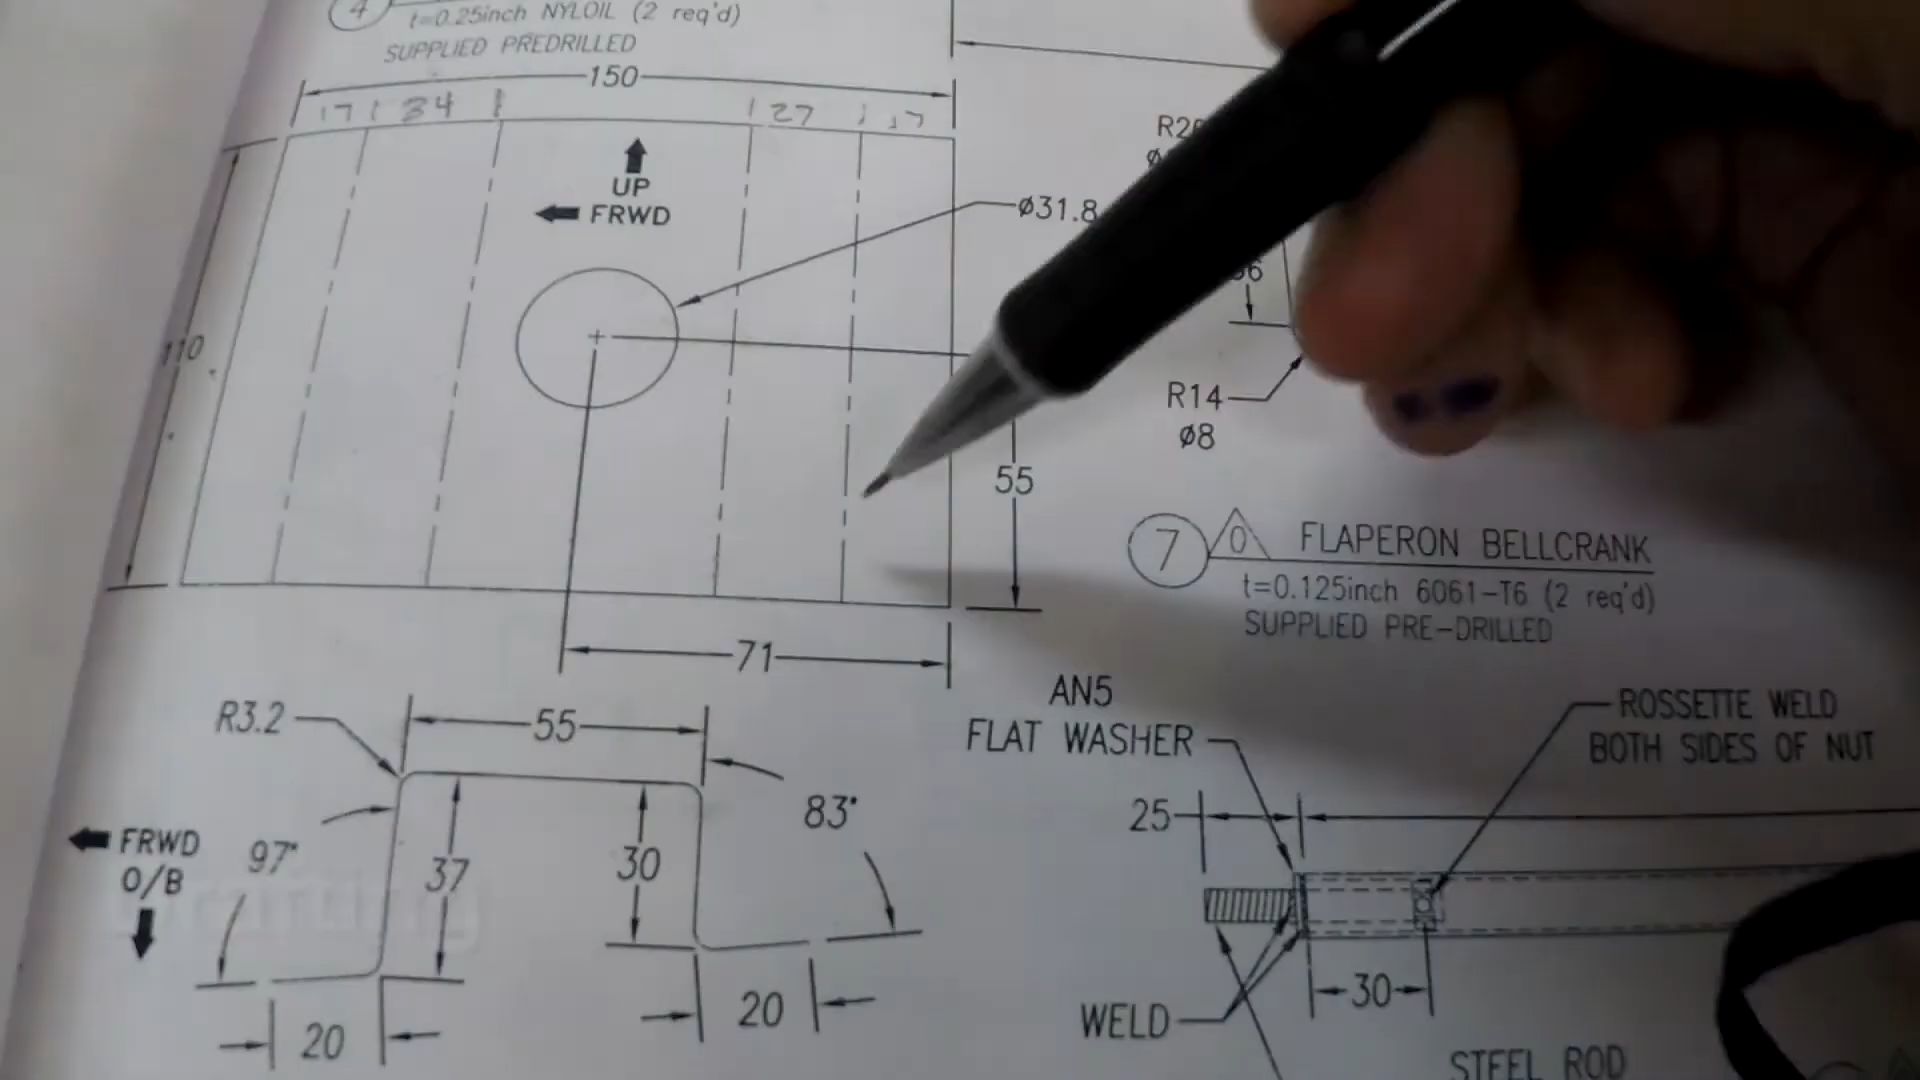 4
t=0.25inch NYLOIL (2 req'd)
SUPPLIED PREDRILLED
150
17 34 27 17
UP
FRWD
ø31.8
110
R14
ø8
55
71
7 0 FLAPERON BELLCRANK
t=0.125inch 6061-T6 (2 req'd)
SUPPLIED PRE-DRILLED
R3.2
55
83°
97°
37
30
FRWD
O/B
20
20
AN5
FLAT WASHER
ROSSETTE WELD
BOTH SIDES OF NUT
25
30
WELD
STEEL ROD